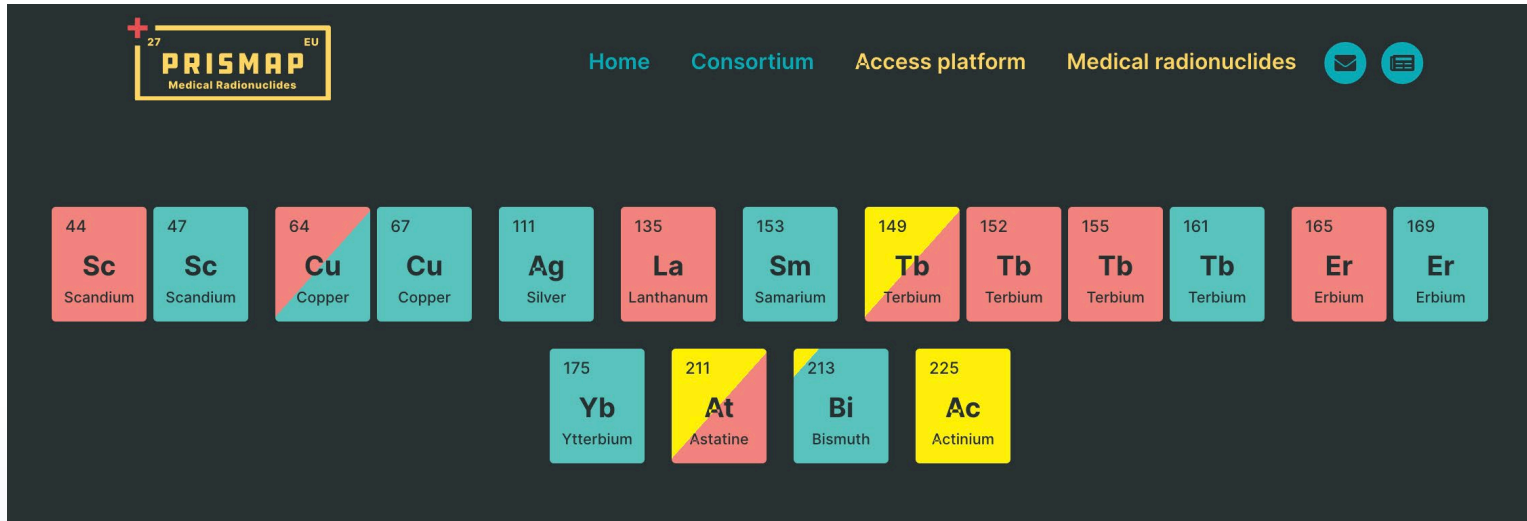 27 EU
PRISMAP
Medical Radionuclides
Home Consortium Access platform Medical radionuclides
44 47 64 67 111 135 153 149 152 155 161 165 169
Sc Sc Cu Cu Ag La Sm Tb Tb Tb Tb Er Er
Scandium Scandium Copper Copper Silver Lanthanum Samarium Terbium Terbium Terbium Terbium Erbium Erbium
175 211 213 225
Yb At Bi Ac
Ytterbium Astatine Bismuth Actinium